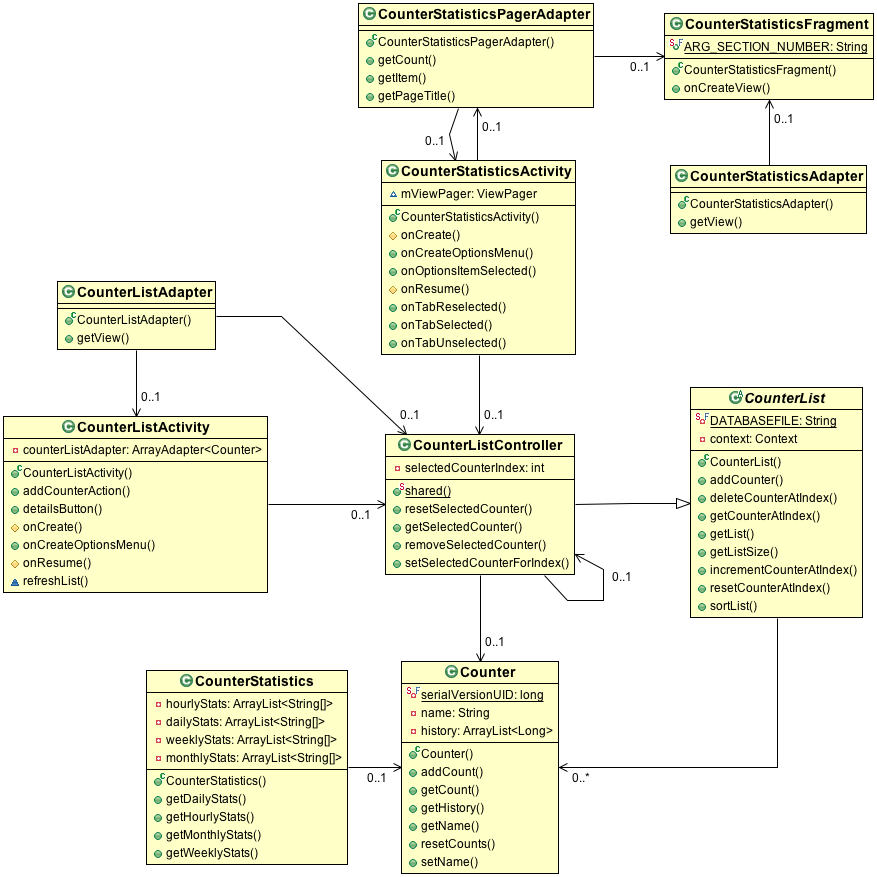 CounterStatisticsPagerAdapter
CounterStatisticsPagerAdapter()
getCount()
getItem()
getPageTitle()
0..1
CounterStatisticsFragment
ARG_SECTION_NUMBER: String
CounterStatisticsFragment()
onCreateView()
0..1
0..1
0..1
CounterStatisticsActivity
mViewPager: ViewPager
CounterStatisticsActivity()
onCreate()
onCreateOptionsMenu()
onOptionsItemSelected()
onResume()
onTabReselected()
onTabSelected()
onTabUnselected()
CounterStatisticsAdapter
CounterStatisticsAdapter()
getView()
CounterListAdapter
CounterListAdapter()
getView()
0..1
0..1
0..1
CounterListActivity
counterListAdapter: ArrayAdapter<Counter>
CounterListActivity()
addCounterAction()
detailsButton()
onCreate()
onCreateOptionsMenu()
onResume()
refreshList()
0..1
CounterListController
selectedCounterIndex: int
shared()
resetSelectedCounter()
getSelectedCounter()
removeSelectedCounter()
setSelectedCounterForIndex()
0..1
CounterList
DATABASEFILE: String
context: Context
CounterList()
addCounter()
deleteCounterAtIndex()
getCounterAtIndex()
getList()
getListSize()
incrementCounterAtIndex()
resetCounterAtIndex()
sortList()
0..1
CounterStatistics
hourlyStats: ArrayList<String[]>
dailyStats: ArrayList<String[]>
weeklyStats: ArrayList<String[]>
monthlyStats: ArrayList<String[]>
CounterStatistics()
getDailyStats()
getHourlyStats()
getMonthlyStats()
getWeeklyStats()
0..1
Counter
serialVersionUID: long
name: String
history: ArrayList<Long>
Counter()
addCount()
getCount()
getHistory()
getName()
resetCounts()
setName()
0..*